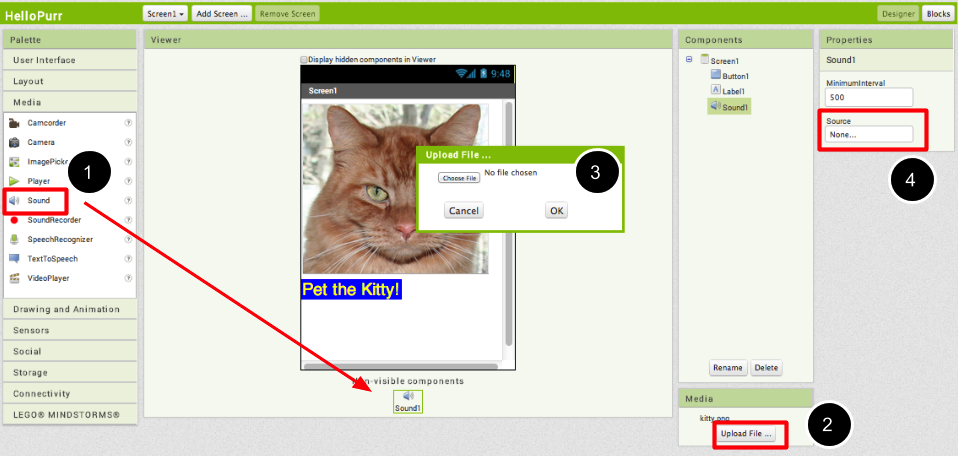 HelloPurr
Screen1
Add Screen ...
Remove Screen
Designer
Blocks
Palette
User Interface
Layout
Media
Camcorder
?
Camera
?
ImagePickr
Player
?
Sound
?
SoundRecorder
?
SpeechRecognizer
?
TextToSpeech
?
VideoPlayer
?
Drawing and Animation
Sensors
Social
Storage
Connectivity
LEGO® MINDSTORMS®
1
Viewer
Display hidden components in Viewer
9:48
Screen1
Pet the Kitty!
Upload File ...
Choose File
No file chosen
Cancel
OK
3
-visible components
Sound1
Components
Screen1
Button1
A
Label1
Sound1
Rename
Delete
Media
kitty.png
Upload File ...
2
Properties
Sound1
MinimumInterval
500
Source
None...
4